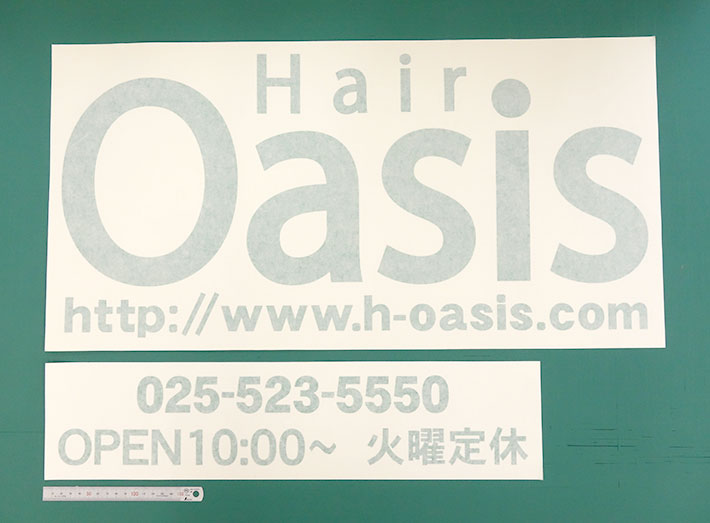 Hair
Oasis
http://www.h-oasis.com
025-523-5550
OPEN10:00~ 火曜定休